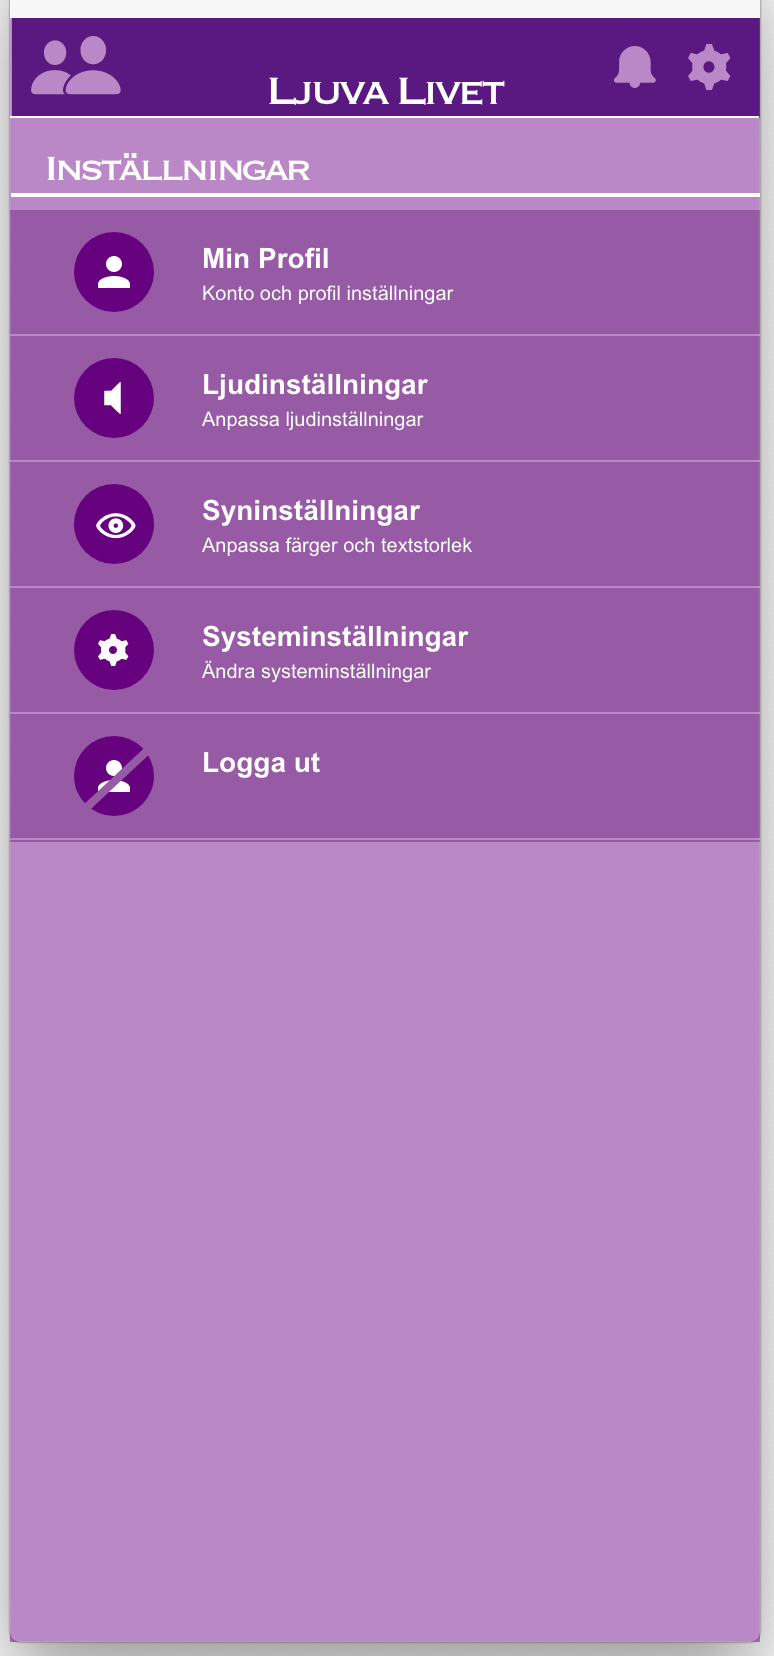 Ljuva Livet
Inställningar
Min Profil
Konto och profil inställningar
Ljudinställningar
Anpassa ljudinställningar
Syninställningar
Anpassa färger och textstorlek
Systeminställningar
Ändra systeminställningar
Logga ut